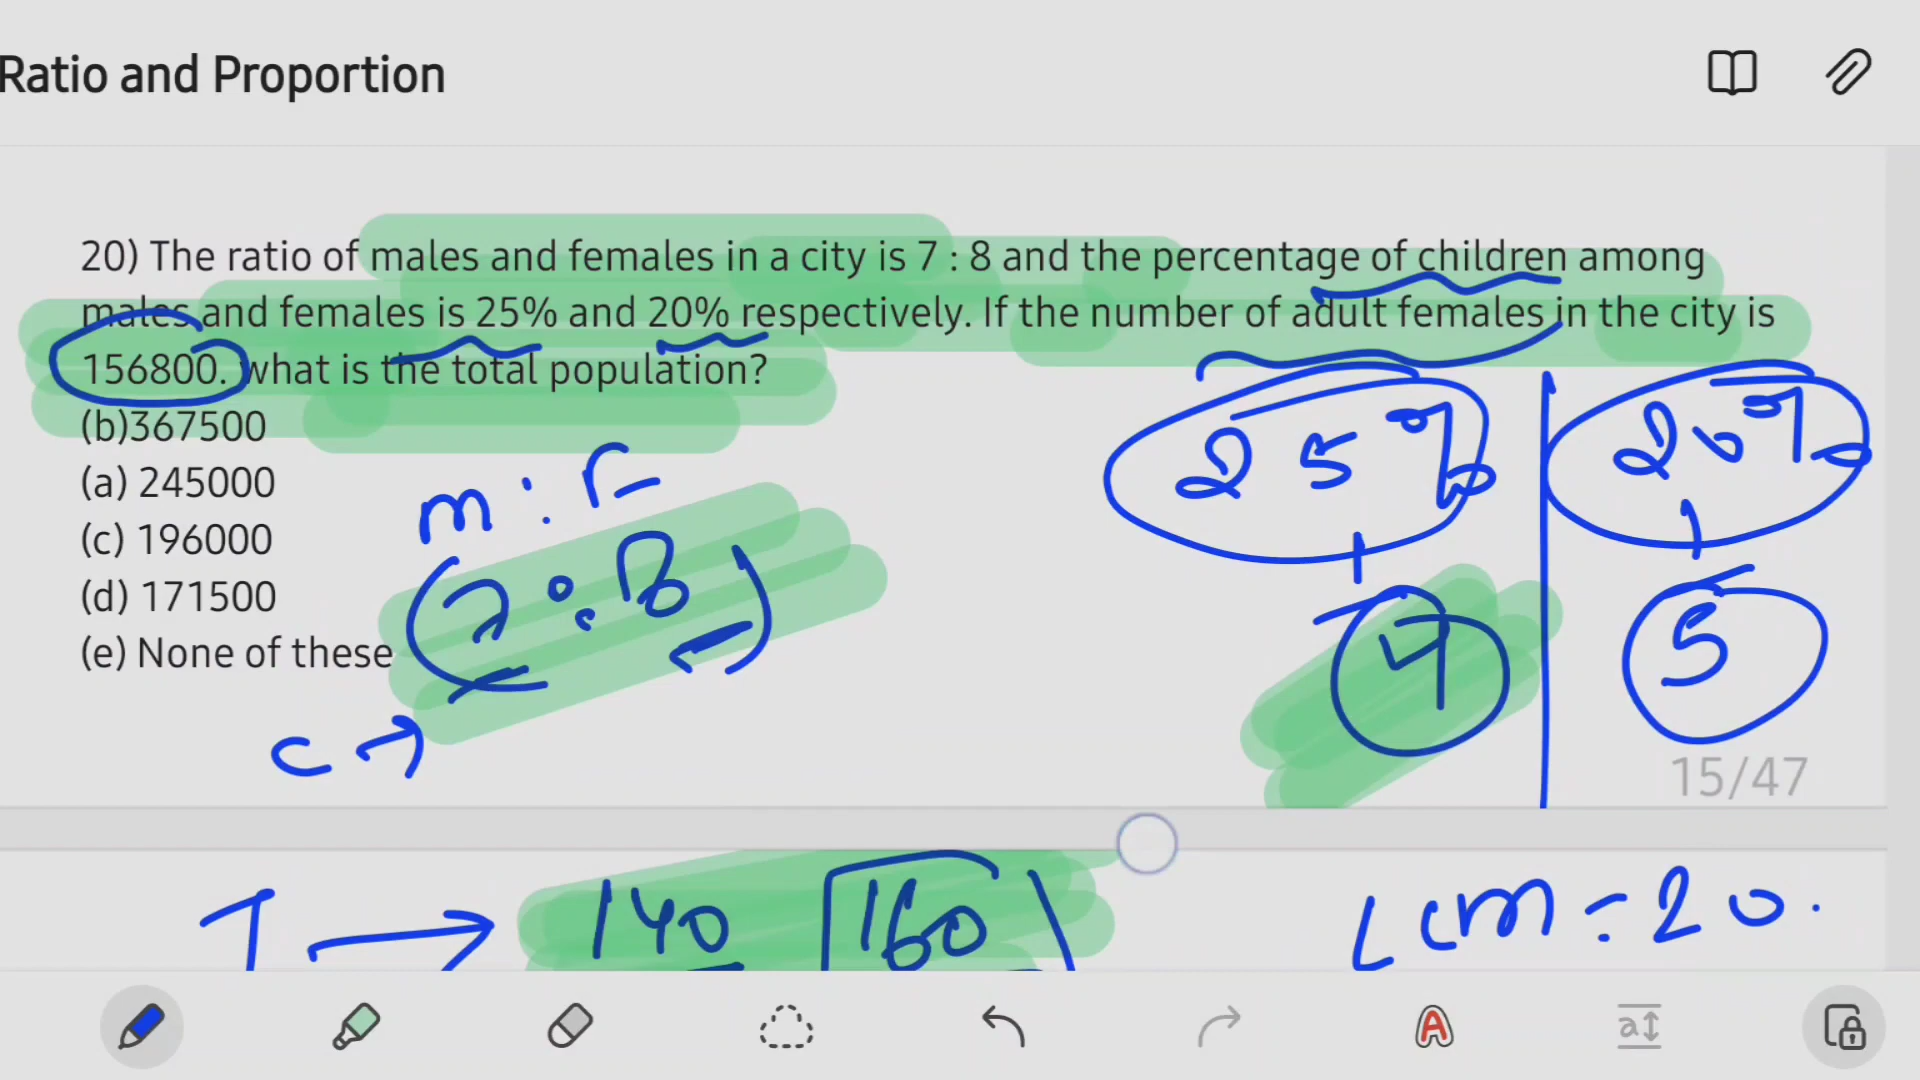 Ratio and Proportion
20) The ratio of males and females in a city is 7 : 8 and the percentage of children among
males and females is 25% and 20% respectively. If the number of adult females in the city is
156800. what is the total population?
(b)367500
(a) 245000
(c) 196000
(d) 171500
(e) None of these
m : F
7 : 8
25% 20%
4 5
C →
15/47
T → 140 160
Lcm = 20.
A
a